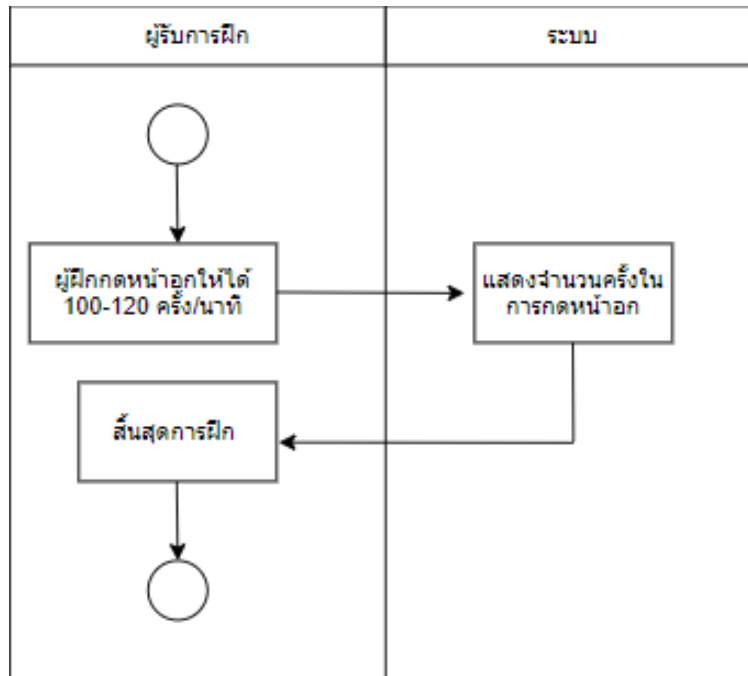 ผู้รับการฝึก
ระบบ
ผู้ฝึกกดหน้าอกให้ได้
100-120 ครั้ง/นาที
แสดงจำนวนครั้งใน
การกดหน้าอก
สิ้นสุดการฝึก